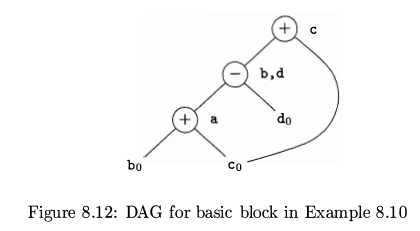 + c
− b,d
+ a d₀
b₀ c₀
Figure 8.12: DAG for basic block in Example 8.10